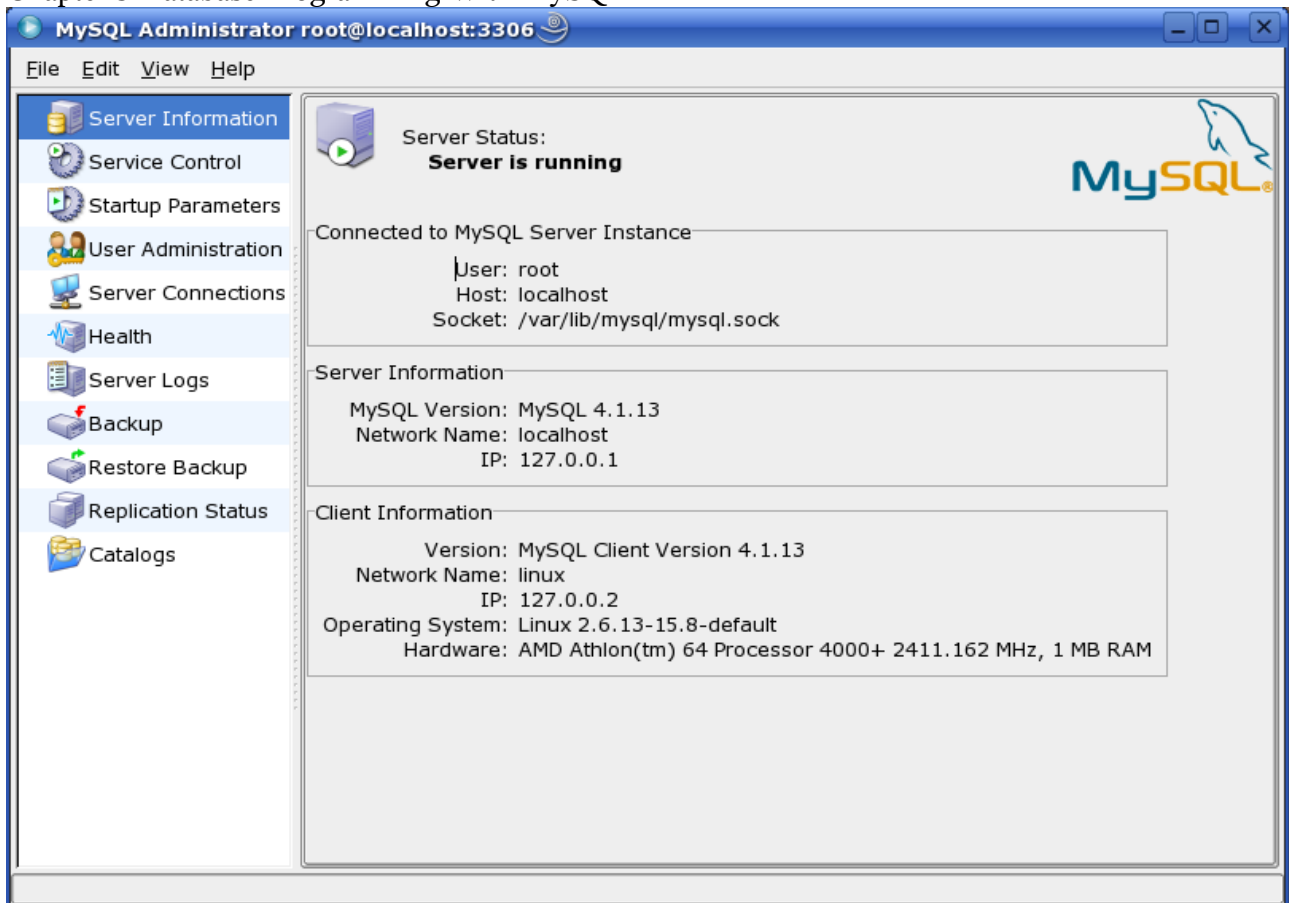 MySQL Administrator root@localhost:3306
File Edit View Help
Server Information
Service Control
Startup Parameters
User Administration
Server Connections
Health
Server Logs
Backup
Restore Backup
Replication Status
Catalogs
Server Status:
Server is running
MySQL®
Connected to MySQL Server Instance
User: root
Host: localhost
Socket: /var/lib/mysql/mysql.sock
Server Information
MySQL Version: MySQL 4.1.13
Network Name: localhost
IP: 127.0.0.1
Client Information
Version: MySQL Client Version 4.1.13
Network Name: linux
IP: 127.0.0.2
Operating System: Linux 2.6.13-15.8-default
Hardware: AMD Athlon(tm) 64 Processor 4000+ 2411.162 MHz, 1 MB RAM